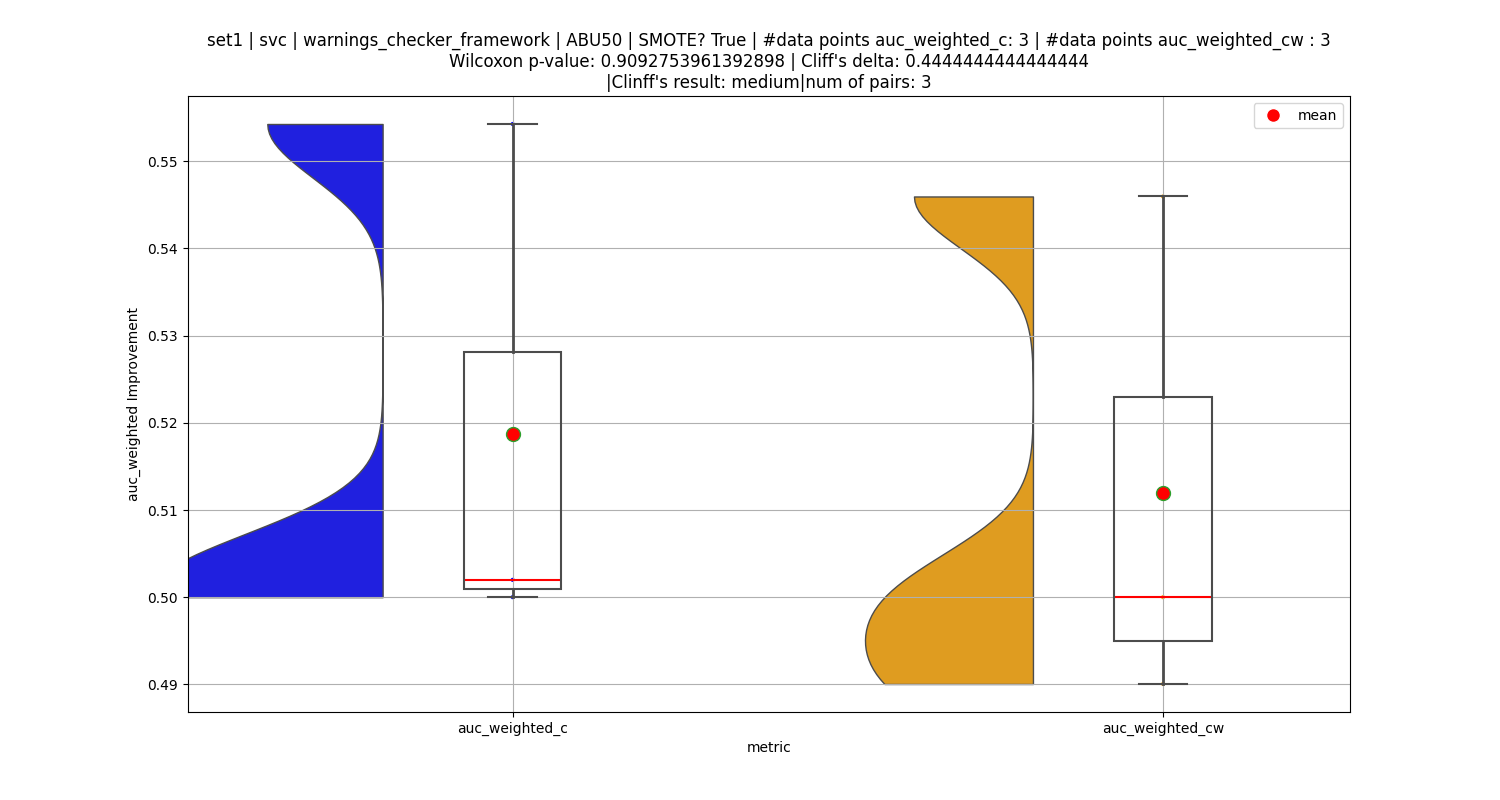 set1 | svc | warnings_checker_framework | ABU50 | SMOTE? True | #data points auc_weighted_c: 3 | #data points auc_weighted_cw : 3
Wilcoxon p-value: 0.9092753961392898 | Cliff's delta: 0.4444444444444444
|Clinff's result: medium|num of pairs: 3
mean
0.55
0.54
0.53
0.52
0.51
0.50
0.49
auc_weighted Improvement
auc_weighted_c
auc_weighted_cw
metric